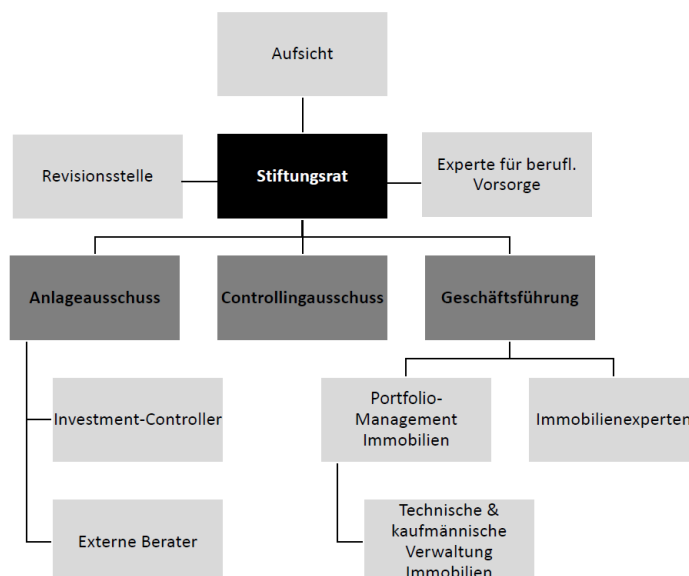 Aufsicht
Revisionsstelle
Stiftungsrat
Experte für berufl.
Vorsorge
Anlageausschuss
Controllingausschuss
Geschäftsführung
Investment-Controller
Portfolio-
Management
Immobilien
Immobilienexperten
Externe Berater
Technische &
kaufmännische
Verwaltung
Immobilien